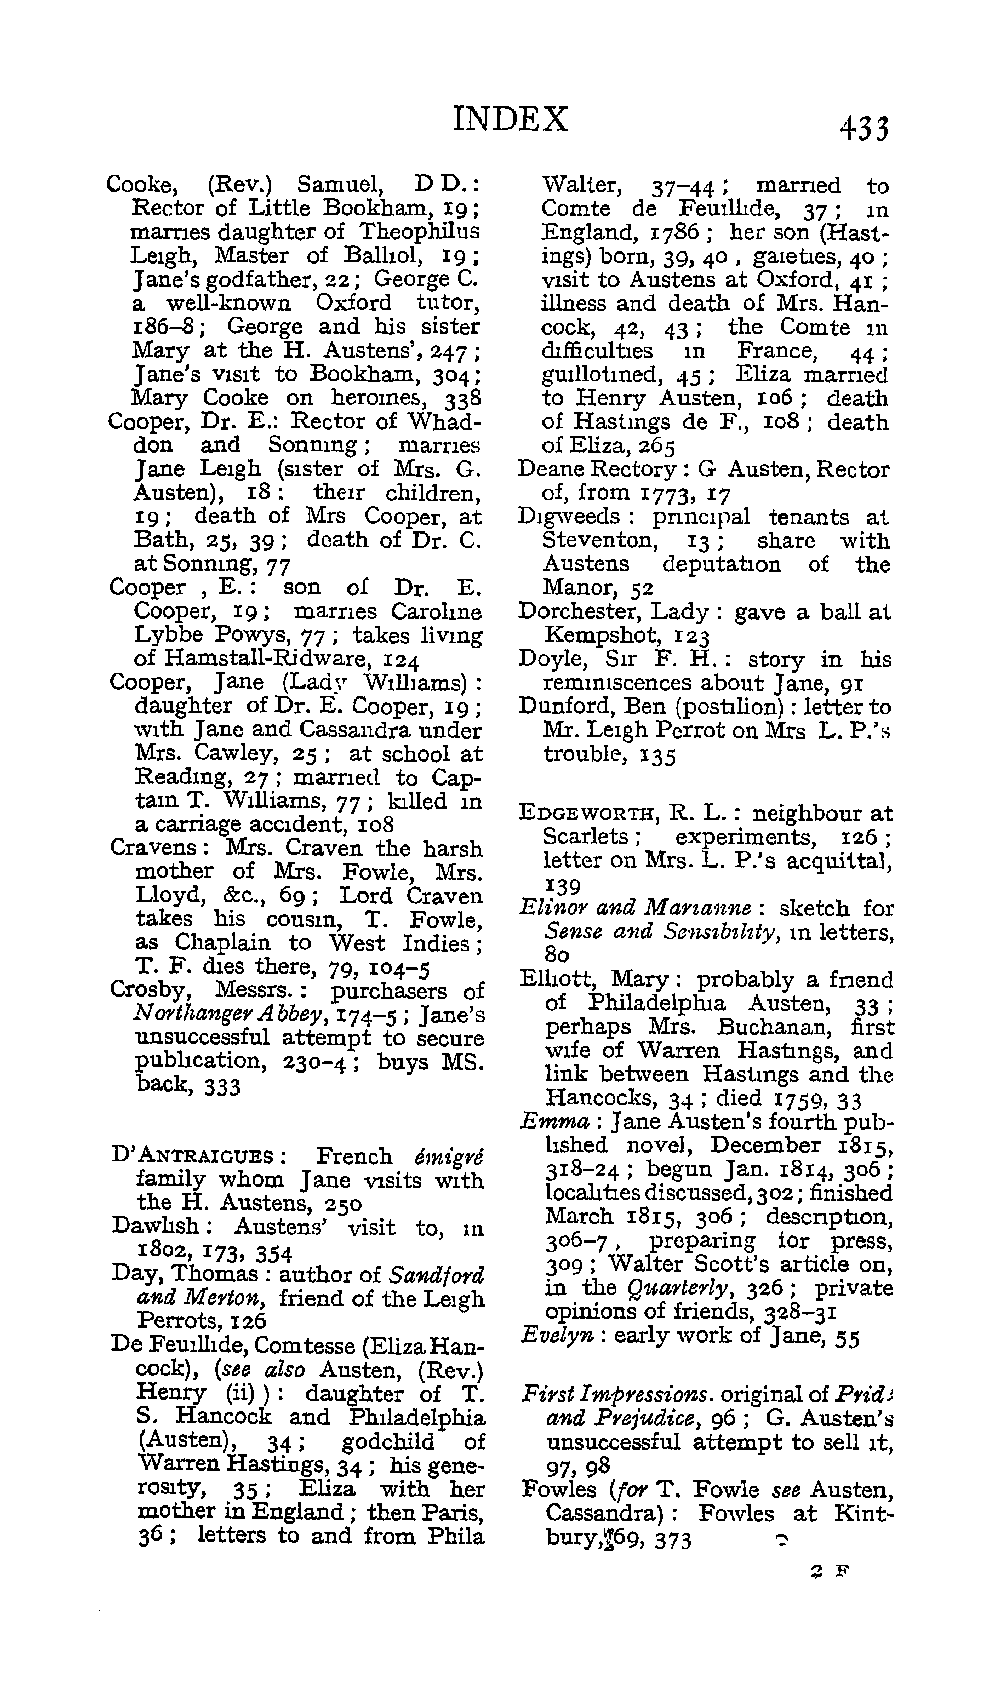 INDEX
433
Cooke, (Rev.) Samuel, D D. :
Rector of Little Bookham, 19 ;
marries daughter of Theophilus
Leigh, Master of Balliol, 19 ;
Jane's godfather, 22 ; George C.
a well-known Oxford tutor,
186–8 ; George and his sister
Mary at the H. Austens', 247 ;
Jane's visit to Bookham, 304 ;
Mary Cooke on heroines, 338
Cooper, Dr. E.: Rector of Whad-
don and Sonning ; marries
Jane Leigh (sister of Mrs. G.
Austen), 18 : their children,
19 ; death of Mrs Cooper, at
Bath, 25, 39 ; death of Dr. C.
at Sonning, 77
Cooper , E. : son of Dr. E.
Cooper, 19 ; marries Caroline
Lybbe Powys, 77 ; takes living
of Hamstall-Ridware, 124
Cooper, Jane (Lady Williams) :
daughter of Dr. E. Cooper, 19 ;
with Jane and Cassandra under
Mrs. Cawley, 25 ; at school at
Reading, 27 ; married to Cap-
tain T. Williams, 77 ; killed in
a carriage accident, 108
Cravens : Mrs. Craven the harsh
mother of Mrs. Fowle, Mrs.
Lloyd, &c., 69 ; Lord Craven
takes his cousin, T. Fowle,
as Chaplain to West Indies ;
T. F. dies there, 79, 104–5
Crosby, Messrs. : purchasers of
Northanger Abbey, 174–5 ; Jane's
unsuccessful attempt to secure
publication, 230–4 ; buys MS.
back, 333
D'ANTRAIGUES : French émigré
family whom Jane visits with
the H. Austens, 250
Dawlish : Austens' visit to, in
1802, 173, 354
Day, Thomas : author of Sandford
and Merton, friend of the Leigh
Perrots, 126
De Feuillide, Comtesse (Eliza Han-
cock), (see also Austen, (Rev.)
Henry (ii) ) : daughter of T.
S. Hancock and Philadelphia
(Austen), 34 ; godchild of
Warren Hastings, 34 ; his gene-
rosity, 35 ; Eliza with her
mother in England ; then Paris,
36 ; letters to and from Phila
Walter, 37–44 ; married to
Comte de Feuillide, 37 ; in
England, 1786 ; her son (Hast-
ings) born, 39, 40 , gaieties, 40 ;
visit to Austens at Oxford, 41 ;
illness and death of Mrs. Han-
cock, 42, 43 ; the Comte in
difficulties in France, 44 ;
guillotined, 45 ; Eliza married
to Henry Austen, 106 ; death
of Hastings de F., 108 ; death
of Eliza, 265
Deane Rectory : G Austen, Rector
of, from 1773, 17
Digweeds : principal tenants at
Steventon, 13 ; share with
Austens deputation of the
Manor, 52
Dorchester, Lady : gave a ball at
Kempshot, 123
Doyle, Sir F. H. : story in his
reminiscences about Jane, 91
Dunford, Ben (postilion) : letter to
Mr. Leigh Perrot on Mrs L. P.'s
trouble, 135
EDGEWORTH, R. L. : neighbour at
Scarlets ; experiments, 126 ;
letter on Mrs. L. P.'s acquittal,
139
Elinor and Marianne : sketch for
Sense and Sensibility, in letters,
80
Elliott, Mary : probably a friend
of Philadelphia Austen, 33 ;
perhaps Mrs. Buchanan, first
wife of Warren Hastings, and
link between Hastings and the
Hancocks, 34 ; died 1759, 33
Emma : Jane Austen's fourth pub-
lished novel, December 1815,
318–24 ; begun Jan. 1814, 306 ;
localities discussed, 302 ; finished
March 1815, 306 ; description,
306–7 , preparing for press,
309 ; Walter Scott's article on,
in the Quarterly, 326 ; private
opinions of friends, 328–31
Evelyn : early work of Jane, 55
First Impressions. original of Pride
and Prejudice, 96 ; G. Austen's
unsuccessful attempt to sell it,
97, 98
Fowles (for T. Fowle see Austen,
Cassandra) : Fowles at Kint-
bury, 69, 373
2 F